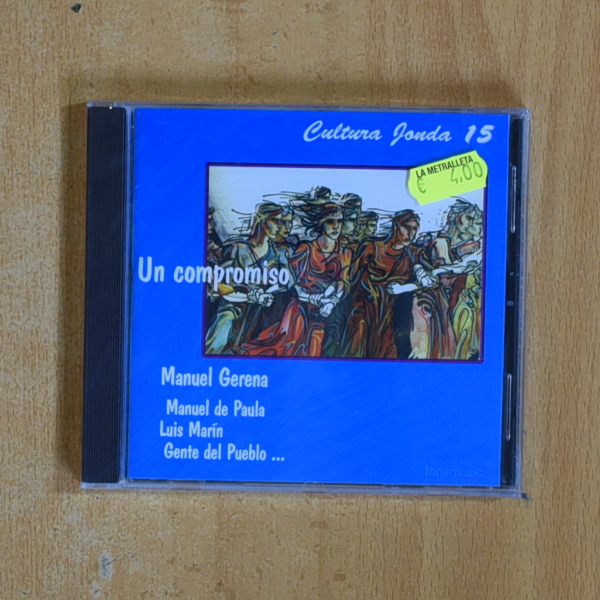 Cultura Jonda 15
LA METRALLETA
€ 4,00
Un compromiso
Manuel Gerena
Manuel de Paula
Luis Marín
Gente del Pueblo ...
fonomusic